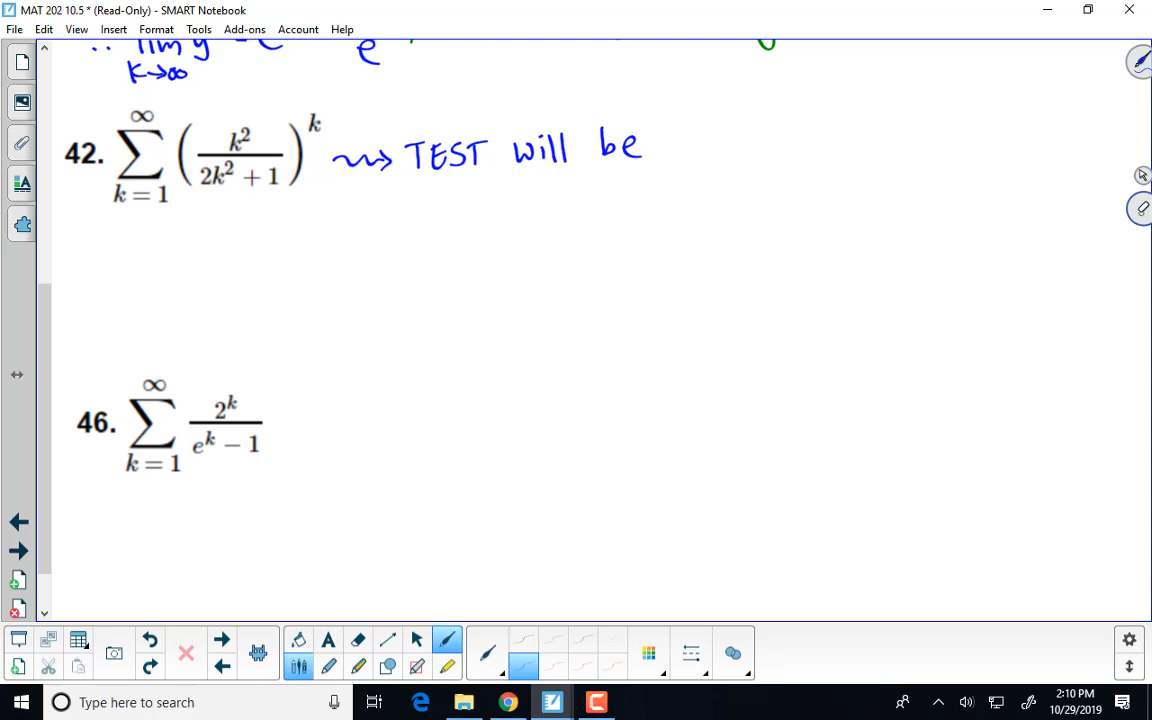 MAT 202 10.5 * (Read-Only) - SMART Notebook
File Edit View Insert Format Tools Add-ons Account Help
k→∞
42. ∞ ∑ k = 1 (k² / 2k² + 1)^k ⇝ TEST will be
46. ∞ ∑ k = 1 2^k / e^k − 1
Type here to search
2:10 PM
10/29/2019